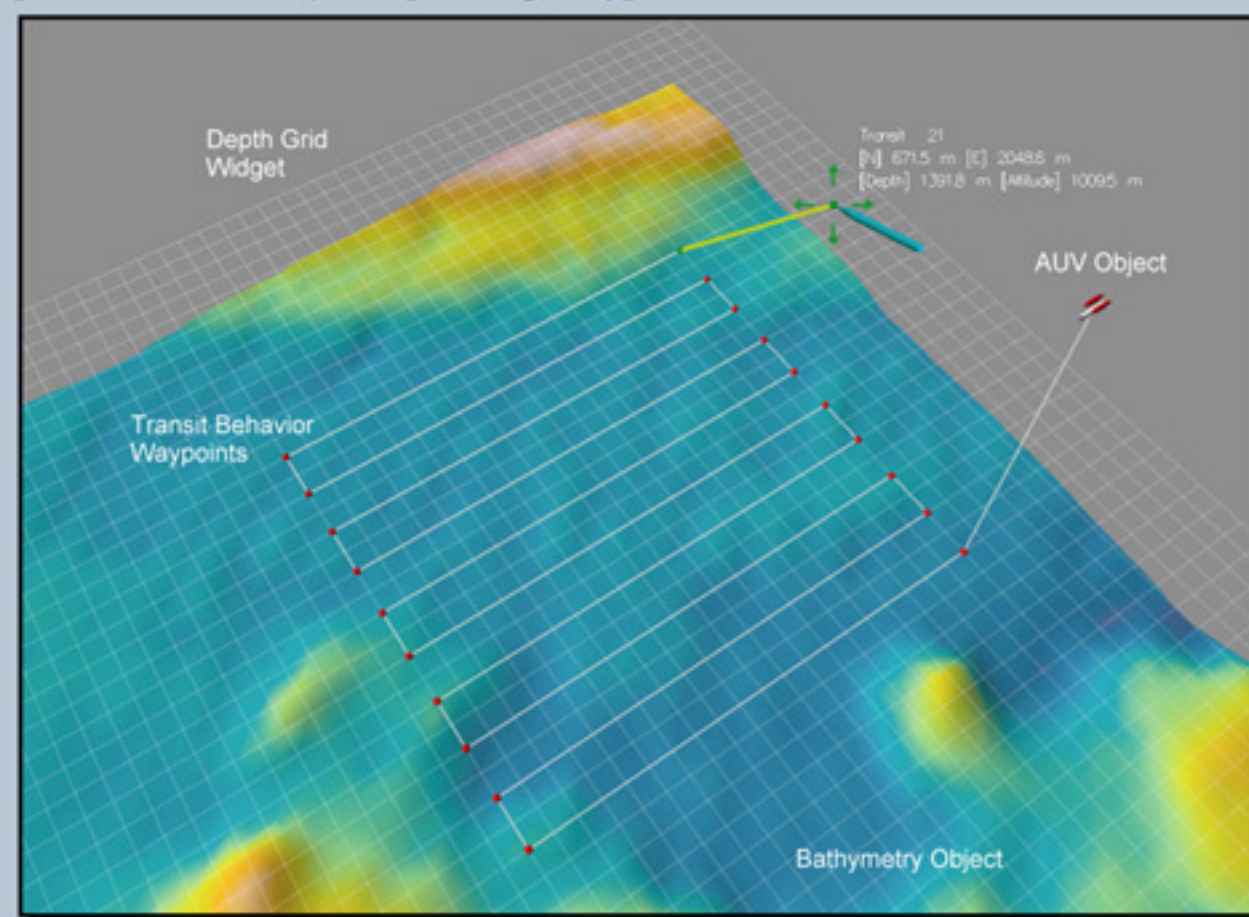 Depth Grid
Widget
Transit 21
[N] 671.5 m [E] 2048.6 m
[Depth] 1391.8 m [Altitude] 1009.5 m
AUV Object
Transit Behavior
Waypoints
Bathymetry Object